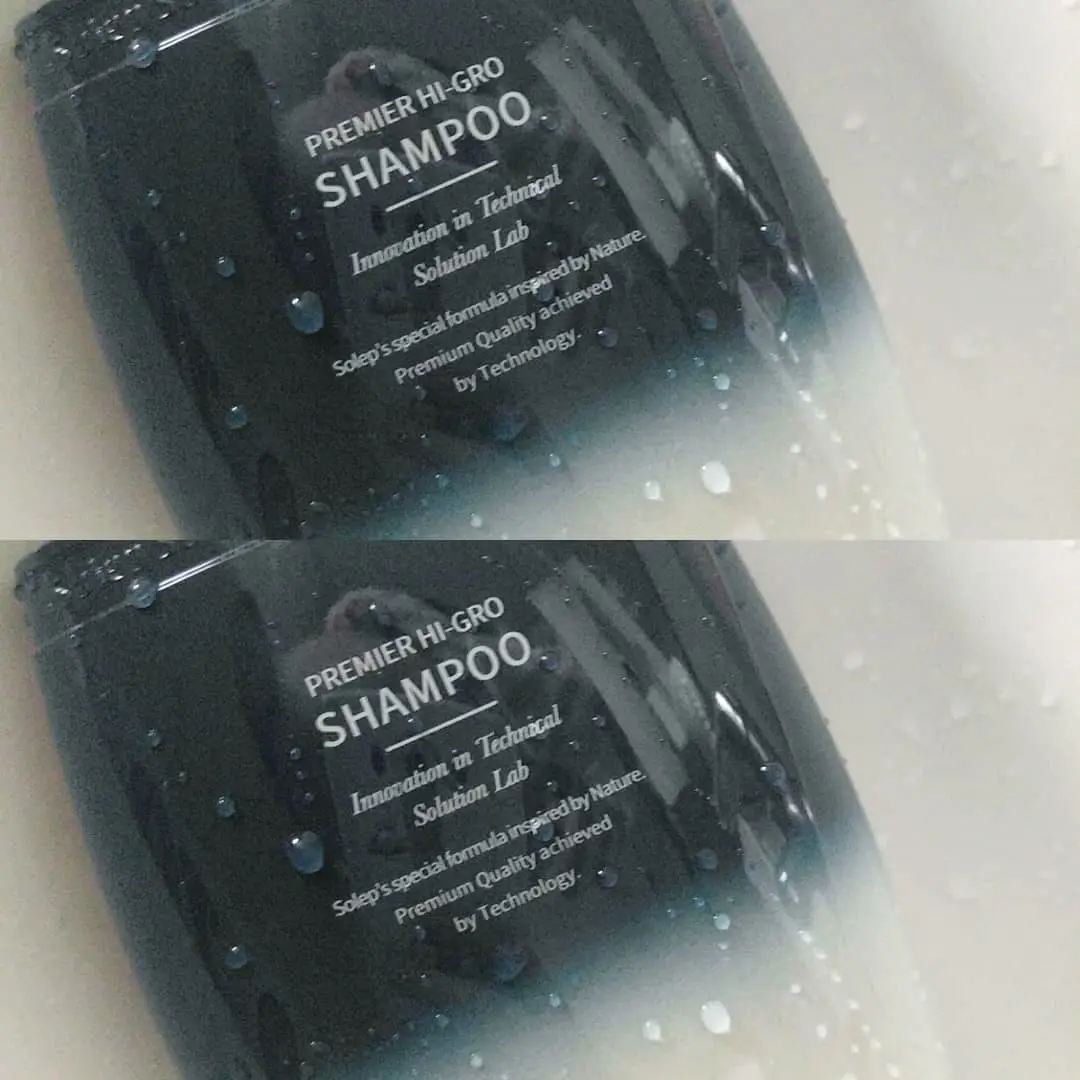 PREMIER HI-GRO
SHAMPOO
Innovation in Technical
Solution Lab
Solep's special formula inspired by Nature.
Premium Quality achieved
by Technology.
PREMIER HI-GRO
SHAMPOO
Innovation in Technical
Solution Lab
Solep's special formula inspired by Nature.
Premium Quality achieved
by Technology.